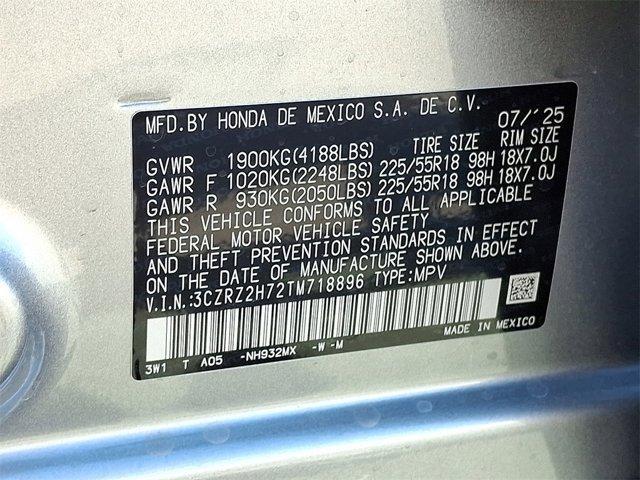 MFD.BY HONDA DE MEXICO S.A. DE C.V. 07/'25
GVWR 1900KG(4188LBS) TIRE SIZE RIM SIZE
GAWR F 1020KG(2248LBS) 225/55R18 98H 18X7.0J
GAWR R 930KG(2050LBS) 225/55R18 98H 18X7.0J
THIS VEHICLE CONFORMS TO ALL APPLICABLE
FEDERAL MOTOR VEHICLE SAFETY
AND THEFT PREVENTION STANDARDS IN EFFECT
ON THE DATE OF MANUFACTURE SHOWN ABOVE.
V.I.N.:3CZRZ2H72TM718896 TYPE:MPV
MADE IN MEXICO
3W1 T A05 -NH932MX -W -M